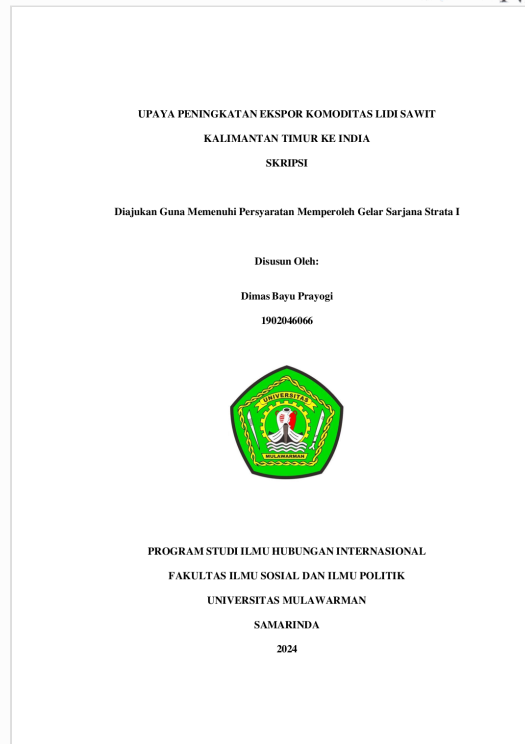 UPAYA PENINGKATAN EKSPOR KOMODITAS LIDI SAWIT
KALIMANTAN TIMUR KE INDIA
SKRIPSI
Diajukan Guna Memenuhi Persyaratan Memperoleh Gelar Sarjana Strata I
Disusun Oleh:
Dimas Bayu Prayogi
1902046066
UNIVERSITAS
MULAWARMAN
PROGRAM STUDI ILMU HUBUNGAN INTERNASIONAL
FAKULTAS ILMU SOSIAL DAN ILMU POLITIK
UNIVERSITAS MULAWARMAN
SAMARINDA
2024